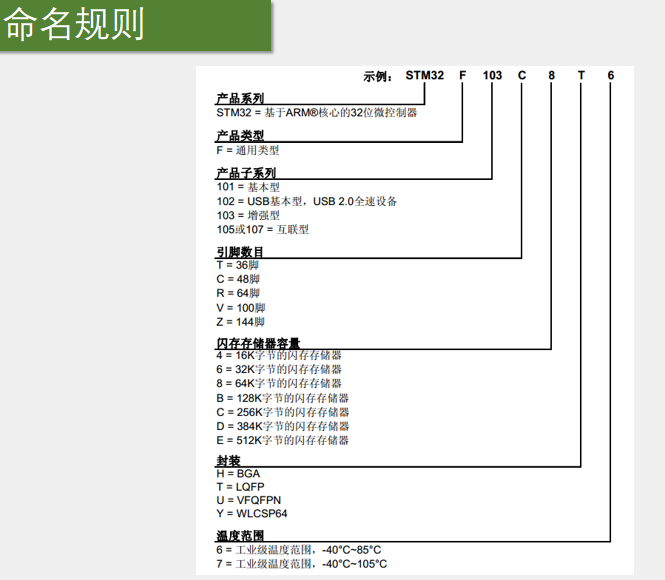 命名规则
示例： STM32 F 103 C 8 T 6
产品系列
STM32 = 基于ARM®核心的32位微控制器
产品类型
F = 通用类型
产品子系列
101 = 基本型
102 = USB基本型，USB 2.0全速设备
103 = 增强型
105或107 = 互联型
引脚数目
T = 36脚
C = 48脚
R = 64脚
V = 100脚
Z = 144脚
闪存存储器容量
4 = 16K字节的闪存存储器
6 = 32K字节的闪存存储器
8 = 64K字节的闪存存储器
B = 128K字节的闪存存储器
C = 256K字节的闪存存储器
D = 384K字节的闪存存储器
E = 512K字节的闪存存储器
封装
H = BGA
T = LQFP
U = VFQFPN
Y = WLCSP64
温度范围
6 = 工业级温度范围，-40°C~85°C
7 = 工业级温度范围，-40°C~105°C